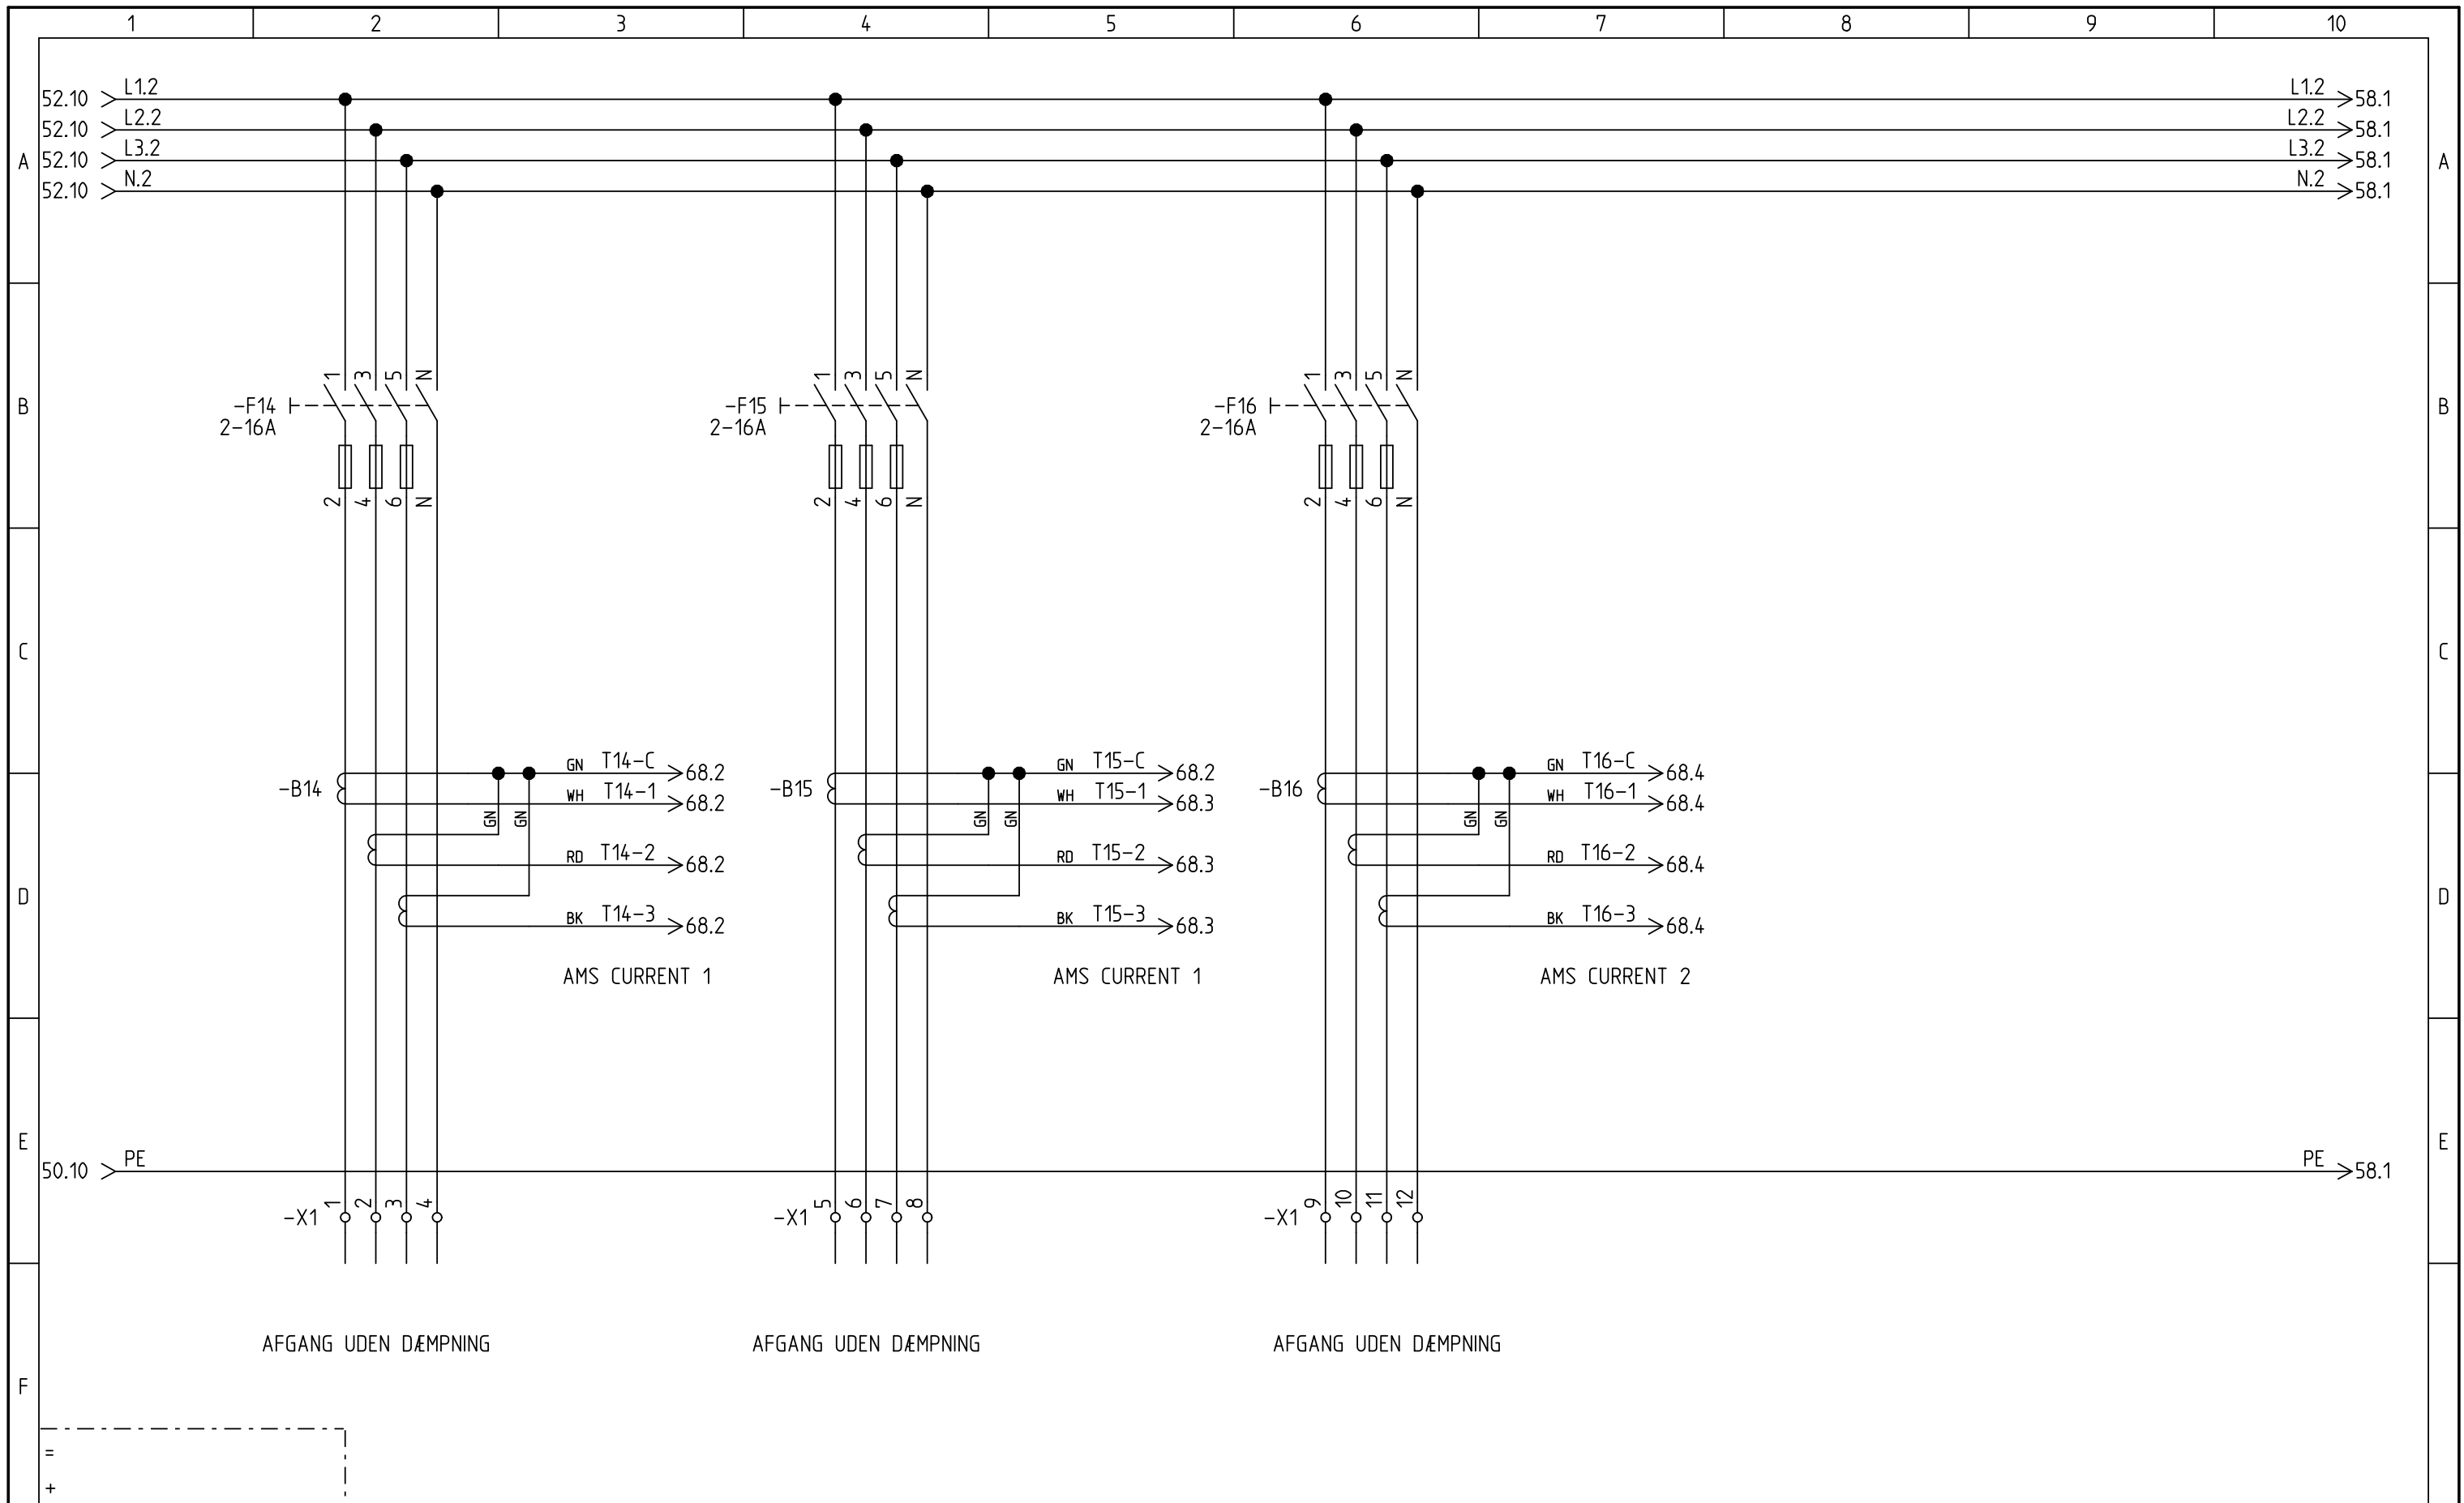 1 2 3 4 5 6 7 8 9 10
52.10 L1.2 L1.2 58.1
52.10 L2.2 L2.2 58.1
A 52.10 L3.2 L3.2 58.1 A
52.10 N.2 N.2 58.1
1 3 5 N 1 3 5 N 1 3 5 N
B -F14 -F15 -F16 B
2-16A 2-16A 2-16A
2 4 6 N 2 4 6 N 2 4 6 N
C C
GN T14-C 68.2 GN T15-C 68.2 GN T16-C 68.4
-B14 -B15 -B16
WH T14-1 68.2 WH T15-1 68.3 WH T16-1 68.4
GN GN GN GN GN GN
RD T14-2 68.2 RD T15-2 68.3 RD T16-2 68.4
D D
BK T14-3 68.2 BK T15-3 68.3 BK T16-3 68.4
AMS CURRENT 1 AMS CURRENT 1 AMS CURRENT 2
E E
50.10 PE PE 58.1
-X1 1 2 3 4 -X1 5 6 7 8 -X1 9 10 11 12
AFGANG UDEN DÆMPNING AFGANG UDEN DÆMPNING AFGANG UDEN DÆMPNING
F
=
+